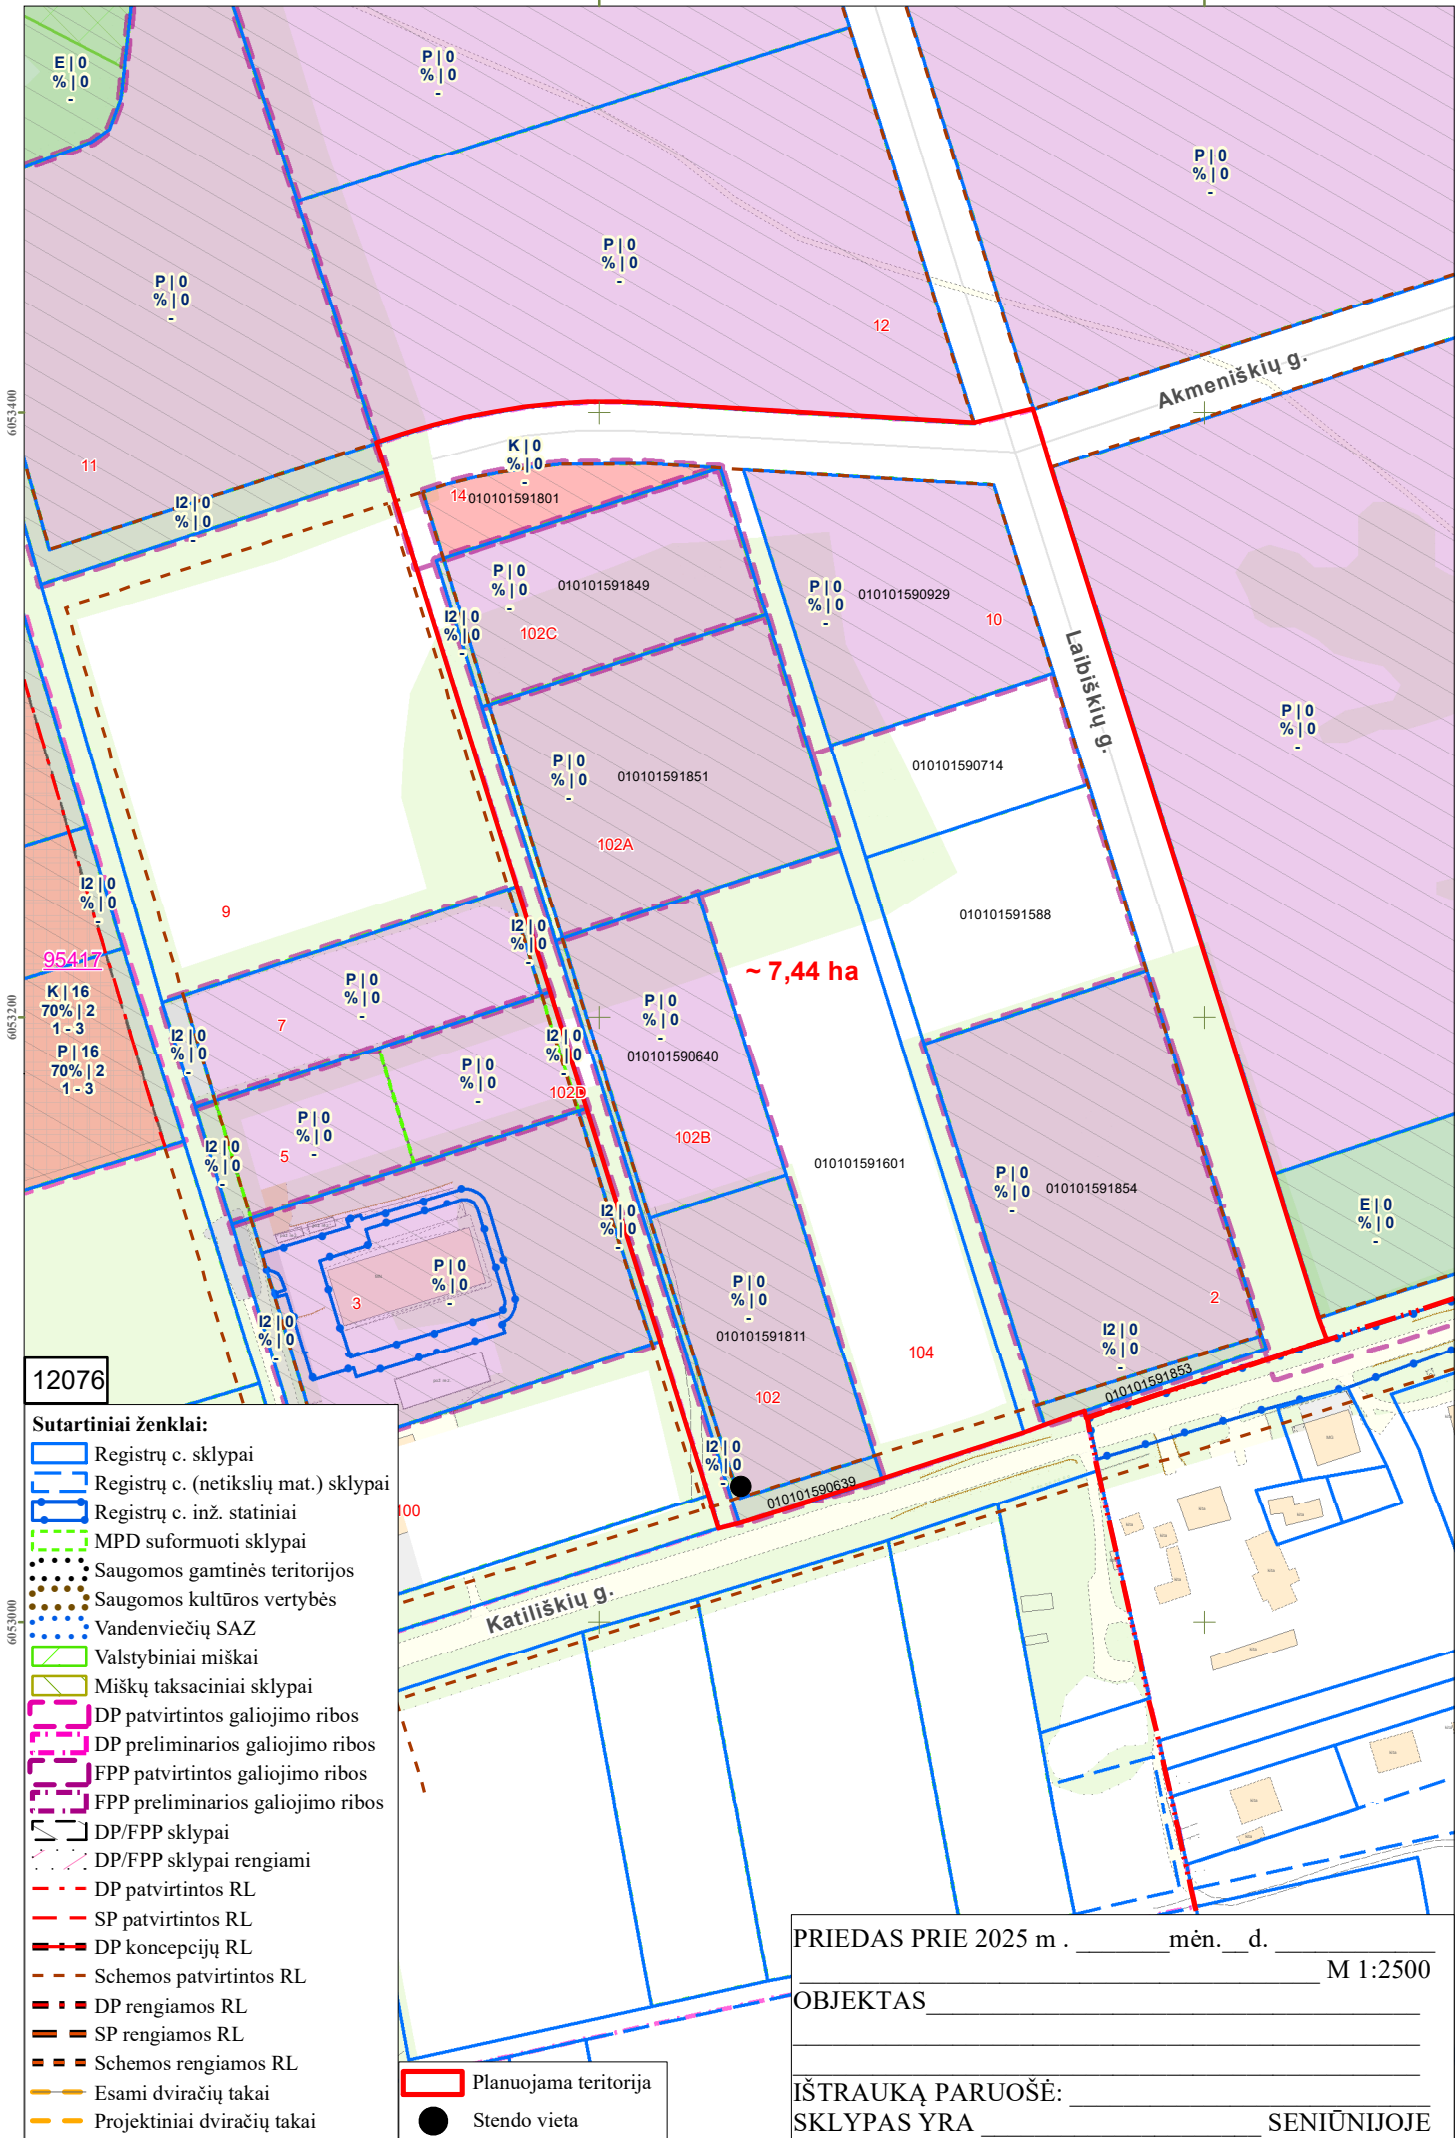 E | 0
% | 0
-
P | 0
% | 0
-
P | 0
% | 0
-
P | 0
% | 0
-
P | 0
% | 0
-
12
Akmeniškių g.
6053400
11
K | 0
% | 0
-
14
010101591801
I2 | 0
% | 0
-
P | 0
% | 0
-
010101591849
102C
I2 | 0
% | 0
-
P | 0
% | 0
-
010101590929
10
Laibiškių g.
P | 0
% | 0
-
010101590714
P | 0
% | 0
-
010101591851
102A
I2 | 0
% | 0
-
9
010101591588
I2 | 0
% | 0
-
95417
~ 7,44 ha
K | 16
70% | 2
1 - 3
P | 16
70% | 2
1 - 3
P | 0
% | 0
-
7
6053200
I2 | 0
% | 0
-
P | 0
% | 0
-
010101590640
I2 | 0
% | 0
-
P | 0
% | 0
-
102D
P | 0
% | 0
-
5
I2 | 0
% | 0
-
102B
010101591601
P | 0
% | 0
-
010101591854
E | 0
% | 0
-
I2 | 0
% | 0
-
P | 0
% | 0
-
3
P | 0
% | 0
-
010101591811
2
I2 | 0
% | 0
-
104
I2 | 0
% | 0
-
010101591853
102
I2 | 0
% | 0
-
010101590639
100
Katiliškių g.
6053000
12076
Sutartiniai ženklai:
Registrų c. sklypai
Registrų c. (netikslių mat.) sklypai
Registrų c. inž. statiniai
MPD suformuoti sklypai
Saugomos gamtinės teritorijos
Saugomos kultūros vertybės
Vandenviečių SAZ
Valstybiniai miškai
Miškų taksaciniai sklypai
DP patvirtintos galiojimo ribos
DP preliminarios galiojimo ribos
FPP patvirtintos galiojimo ribos
FPP preliminarios galiojimo ribos
DP/FPP sklypai
DP/FPP sklypai rengiami
DP patvirtintos RL
SP patvirtintos RL
DP koncepcijų RL
Schemos patvirtintos RL
DP rengiamos RL
SP rengiamos RL
Schemos rengiamos RL
Esami dviračių takai
Projektiniai dviračių takai
Planuojama teritorija
Stendo vieta
PRIEDAS PRIE 2025 m . _______mėn.__d. ____________
_______________________________________ M 1:2500
OBJEKTAS_____________________________________
IŠTRAUKĄ PARUOŠĖ: ___________________________
SKLYPAS YRA _____________________ SENIŪNIJOJE